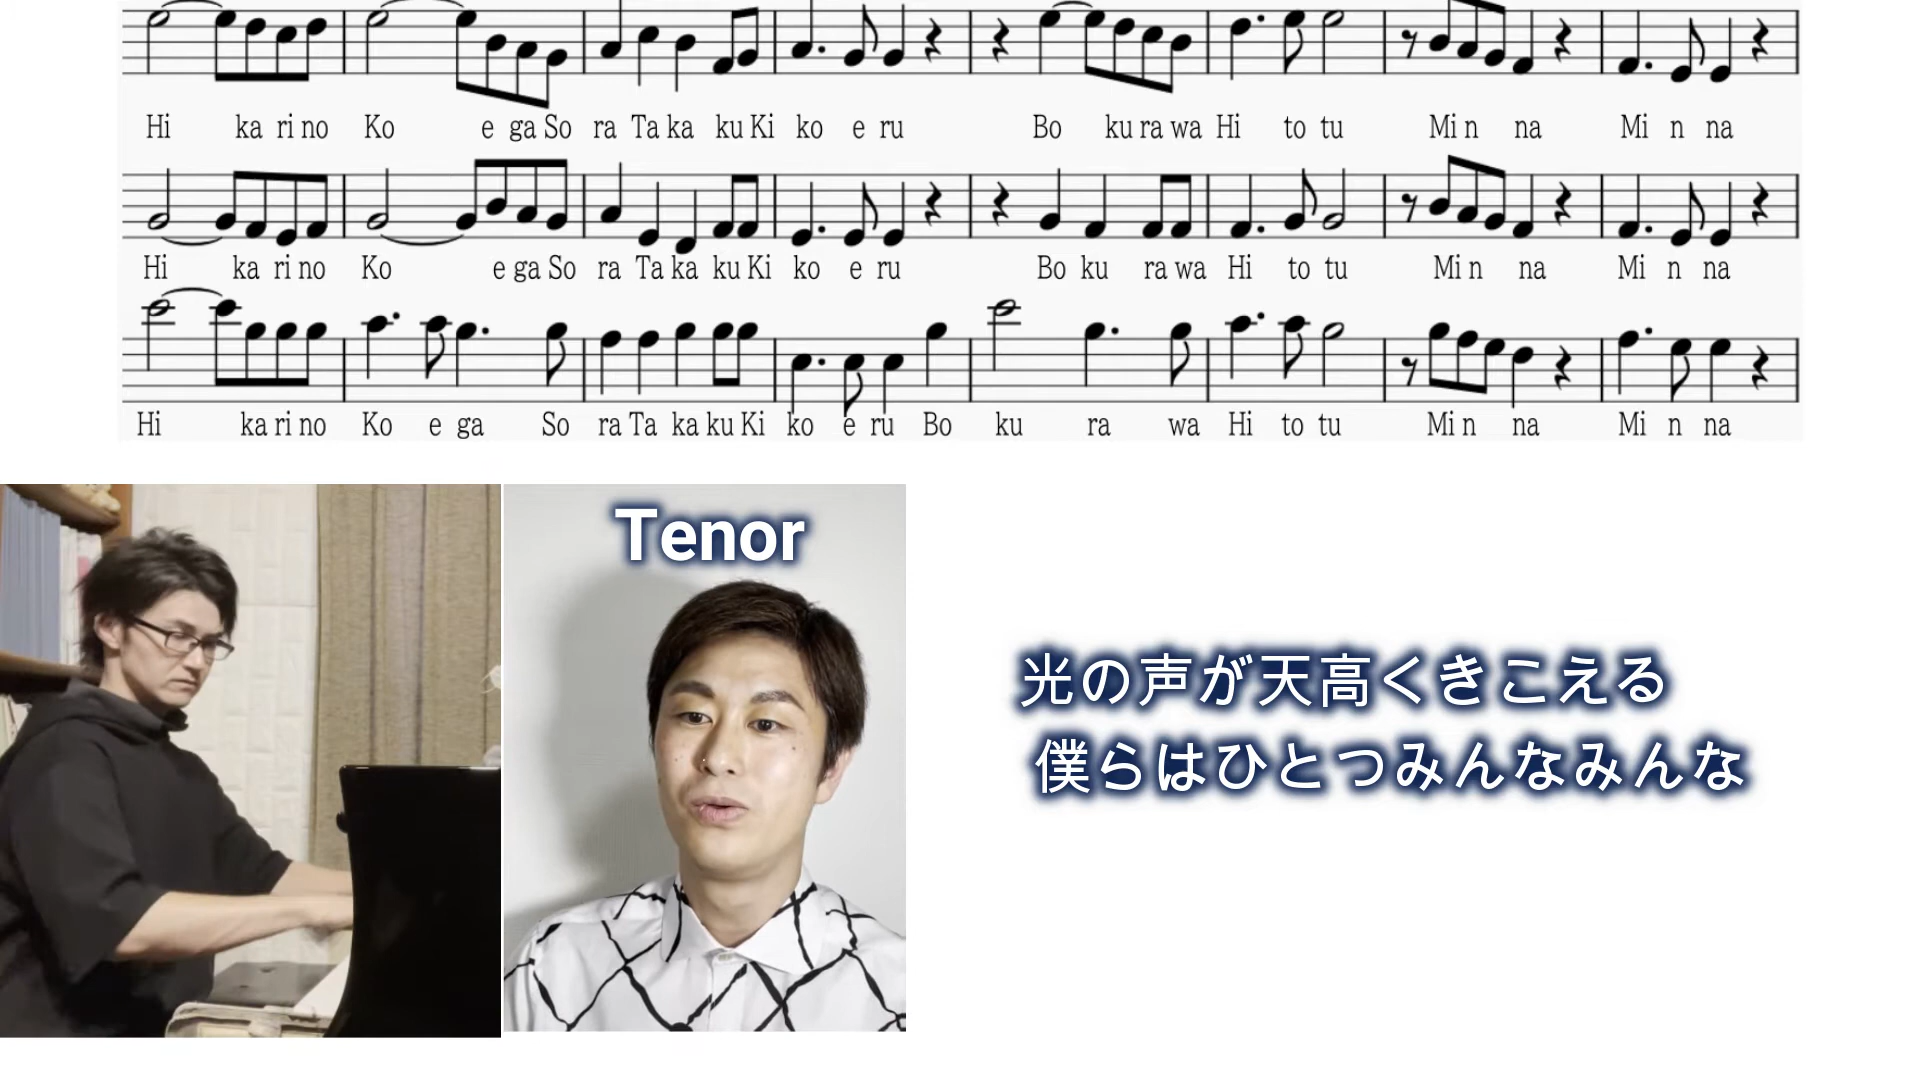 Hi ka ri no Ko e ga So ra Ta ka ku Ki ko e ru Bo ku ra wa Hi to tu Mi n na Mi n na
Hi ka ri no Ko e ga So ra Ta ka ku Ki ko e ru Bo ku ra wa Hi to tu Mi n na Mi n na
Hi ka ri no Ko e ga So ra Ta ka ku Ki ko e ru Bo ku ra wa Hi to tu Mi n na Mi n na
Tenor
光の声が天高くきこえる
僕らはひとつみんなみんな